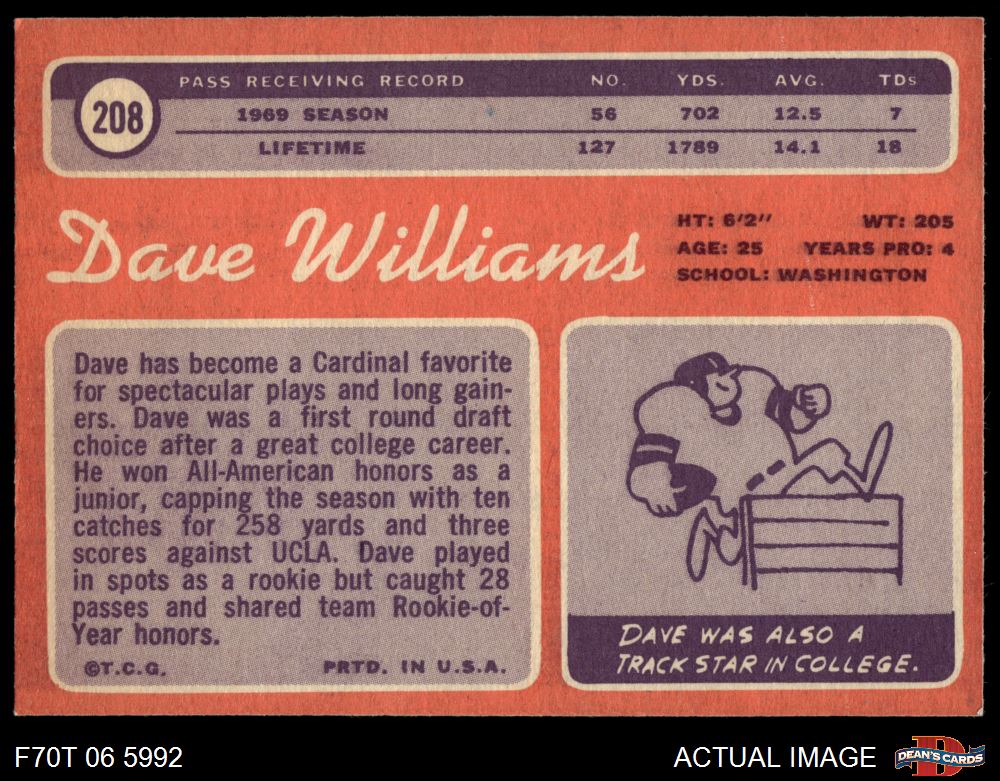 PASS RECEIVING RECORD NO. YDS. AVG. TDs
208
1969 SEASON 56 702 12.5 7
LIFETIME 127 1789 14.1 18
Dave Williams
HT: 6'2" WT: 205
AGE: 25 YEARS PRO: 4
SCHOOL: WASHINGTON
Dave has become a Cardinal favorite
for spectacular plays and long gain-
ers. Dave was a first round draft
choice after a great college career.
He won All-American honors as a
junior, capping the season with ten
catches for 258 yards and three
scores against UCLA. Dave played
in spots as a rookie but caught 28
passes and shared team Rookie-of-
Year honors.
©T.C.G. PRTD. IN U.S.A.
DAVE WAS ALSO A
TRACK STAR IN COLLEGE.
F70T 06 5992
ACTUAL IMAGE
D
DEAN'S CARDS